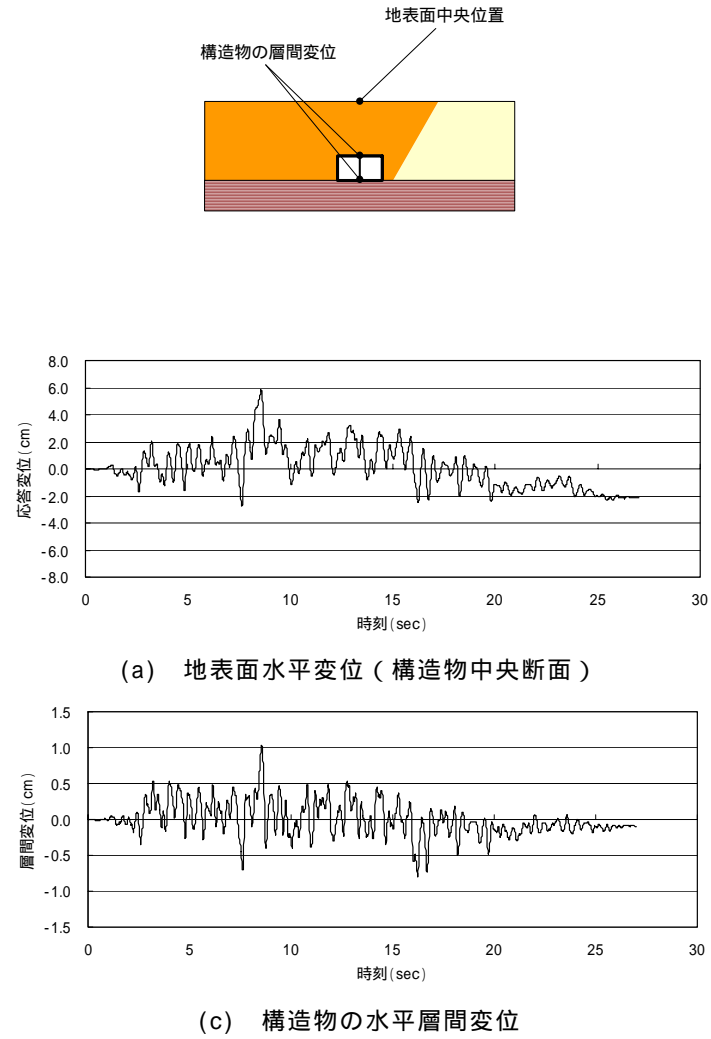 地表面中央位置
構造物の層間変位
8.0
6.0
4.0
2.0
0.0
-2.0
-4.0
-6.0
-8.0
応答変位(cm)
0 5 10 15 20 25 30
時刻(sec)
(a) 地表面水平変位(構造物中央断面)
1.5
1.0
0.5
0.0
-0.5
-1.0
-1.5
層間変位(cm)
0 5 10 15 20 25 30
時刻(sec)
(c) 構造物の水平層間変位